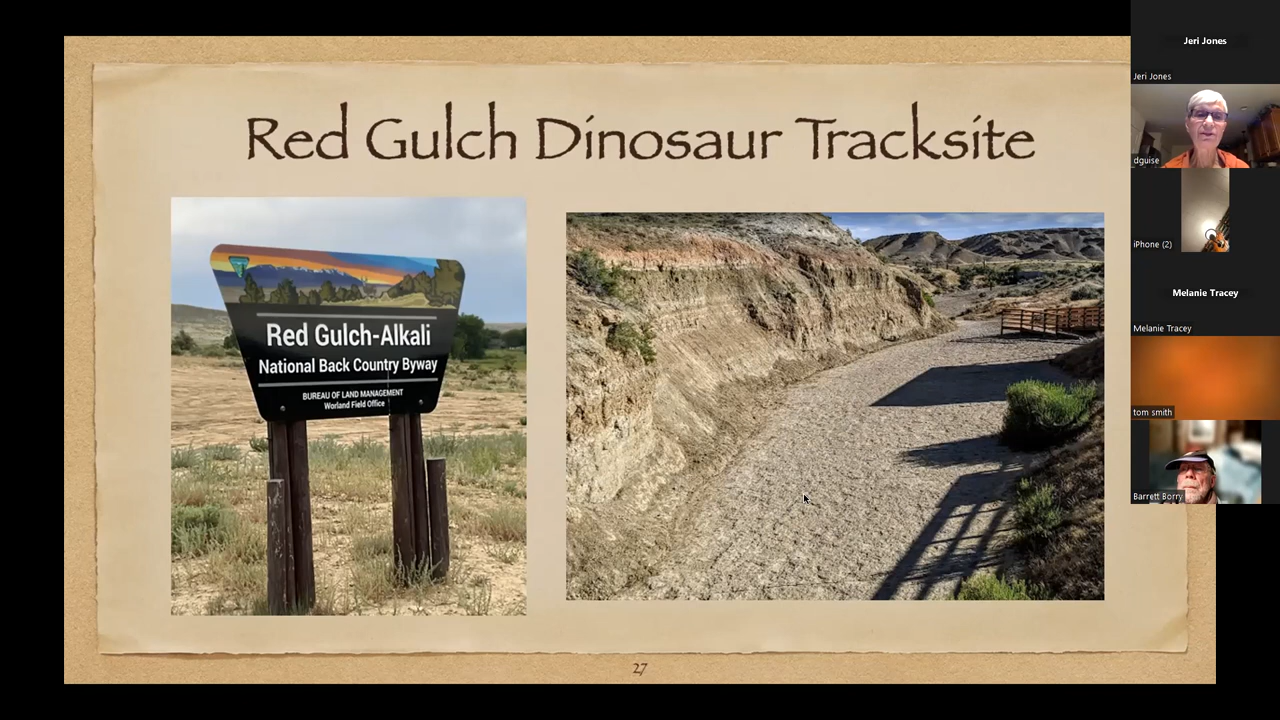 Red Gulch Dinosaur Tracksite
Red Gulch-Alkali
National Back Country Byway
BUREAU OF LAND MANAGEMENT
Worland Field Office
27
Jeri Jones
Jeri Jones
dguise
iPhone (2)
Melanie Tracey
Melanie Tracey
tom smith
Barrett Borry